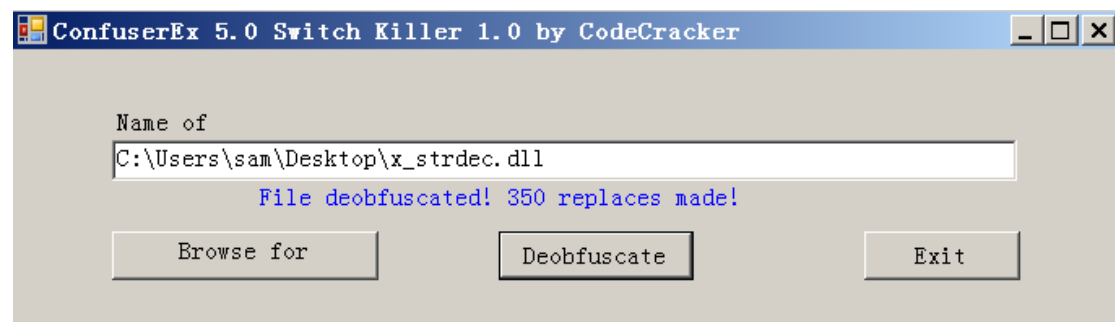 ConfuserEx 5.0 Switch Killer 1.0 by CodeCracker
Name of
C:\Users\sam\Desktop\x_strdec.dll
File deobfuscated! 350 replaces made!
Browse for
Deobfuscate
Exit